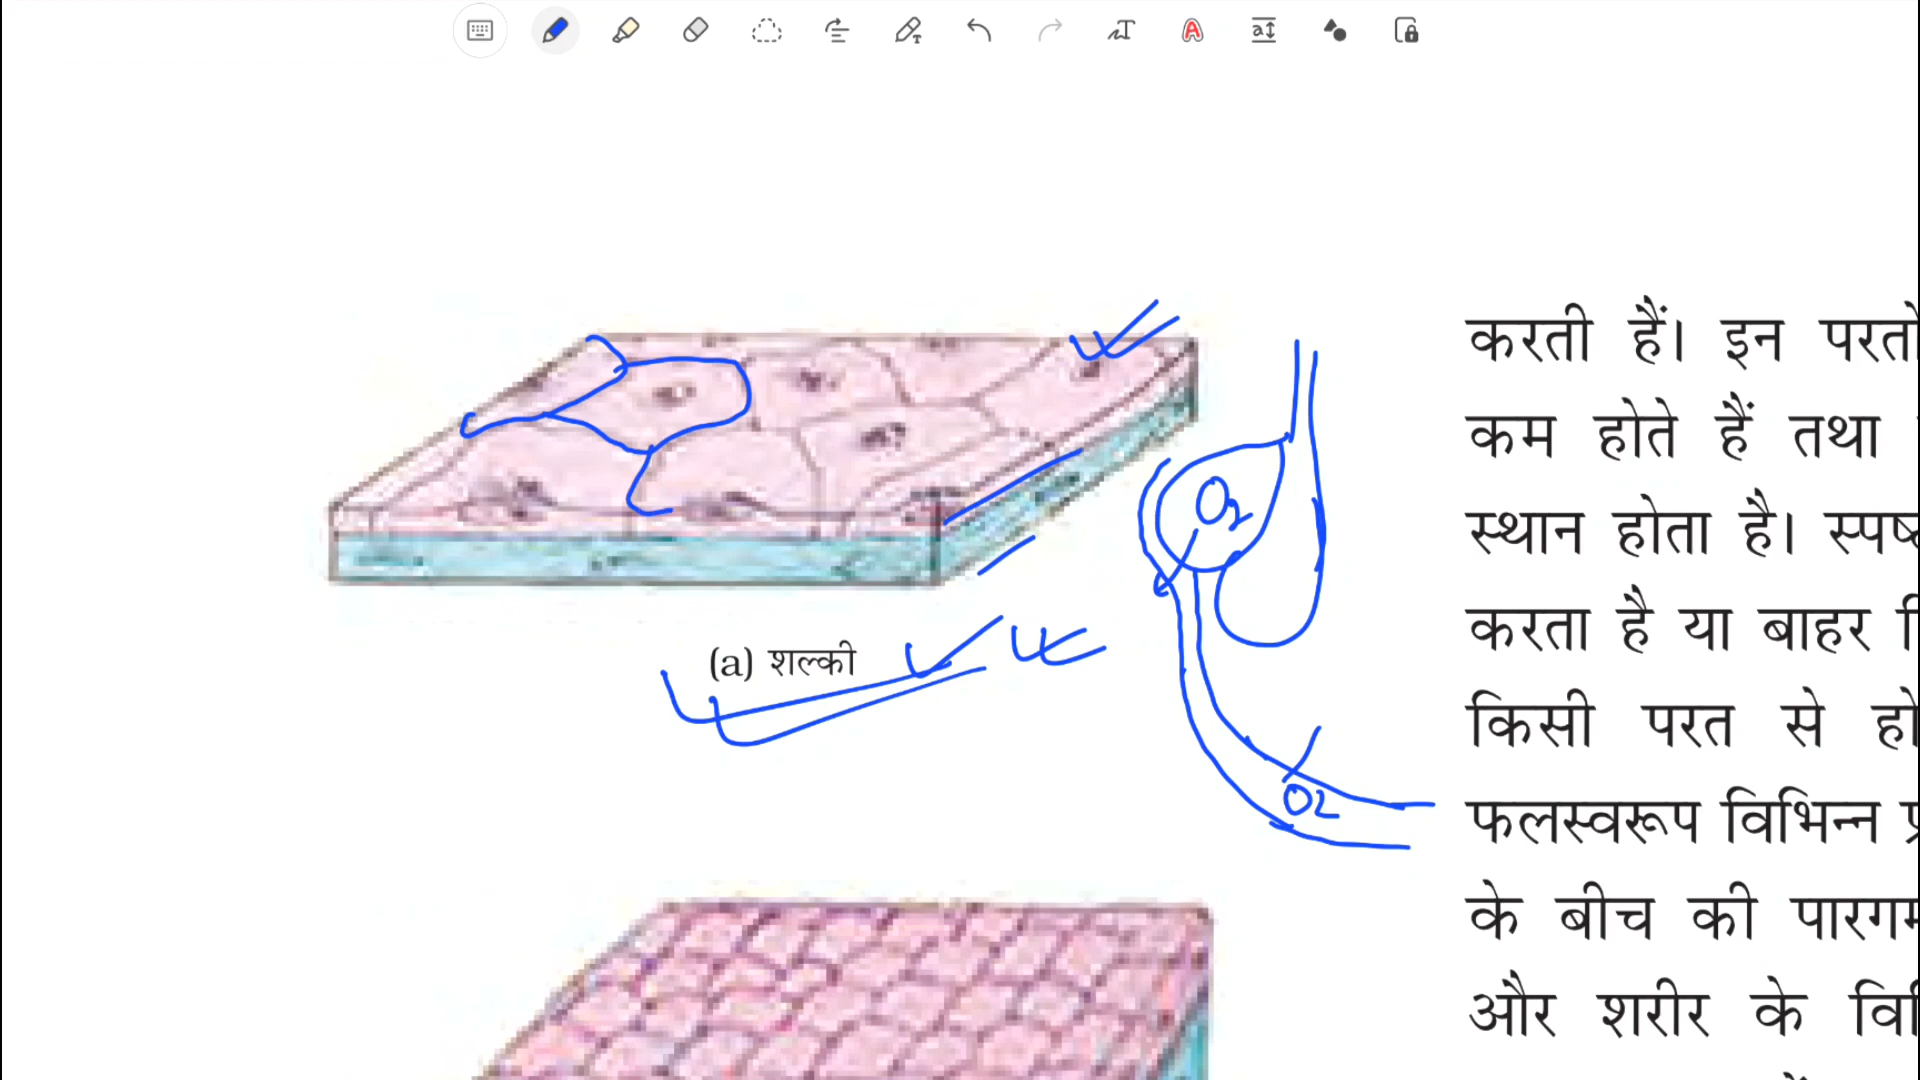 करती हैं। इन परतों
कम होते हैं तथा
स्थान होता है। स्पष्ट
करता है या बाहर
किसी परत से हो
फलस्वरूप विभिन्न प्र
के बीच की पारगम
और शरीर के वि
(a) शल्की
O2
O2